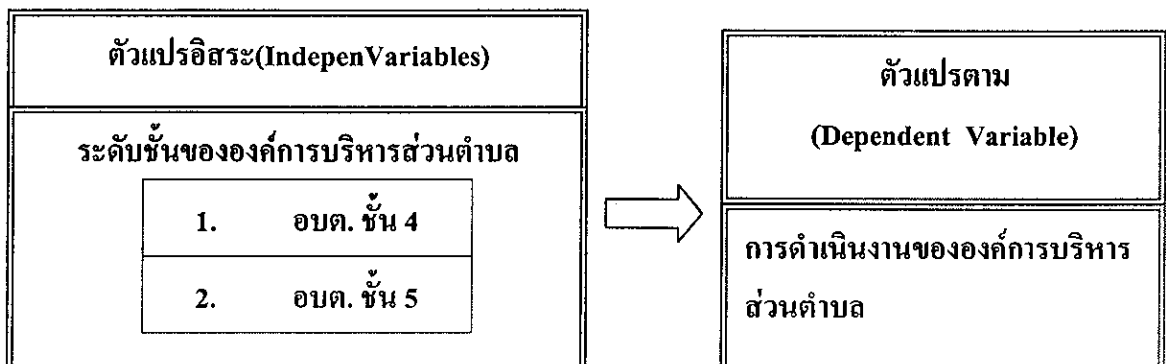 ตัวแปรอิสระ(IndepenVariables)
ระดับชั้นขององค์การบริหารส่วนตำบล
1. อบต. ชั้น 4
2. อบต. ชั้น 5
ตัวแปรตาม
(Dependent Variable)
การดำเนินงานขององค์การบริหาร
ส่วนตำบล